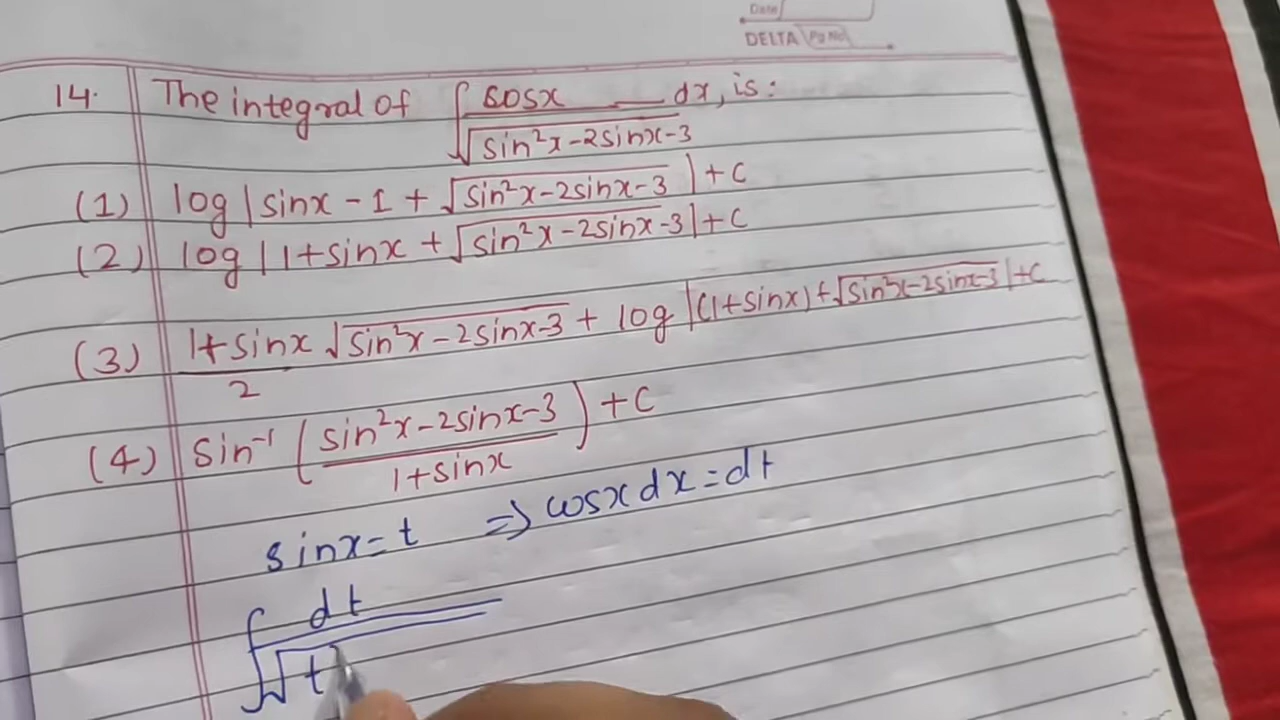 Date
DELTA Pg No
14. The integral of ∫ cosx / √(sin²x-2sinx-3) dx, is:
(1) log |sinx - 1 + √(sin²x-2sinx-3) | + C
(2) log | 1+sinx + √(sin²x-2sinx-3) | + C
(3) (1+sinx)/2 √(sin²x-2sinx-3) + log |(1+sinx) + √(sin²x-2sinx-3) | + C
(4) sin⁻¹ ( (sin²x-2sinx-3) / (1+sinx) ) + C
sinx = t ⇒ cosx dx = dt
∫ dt / √t